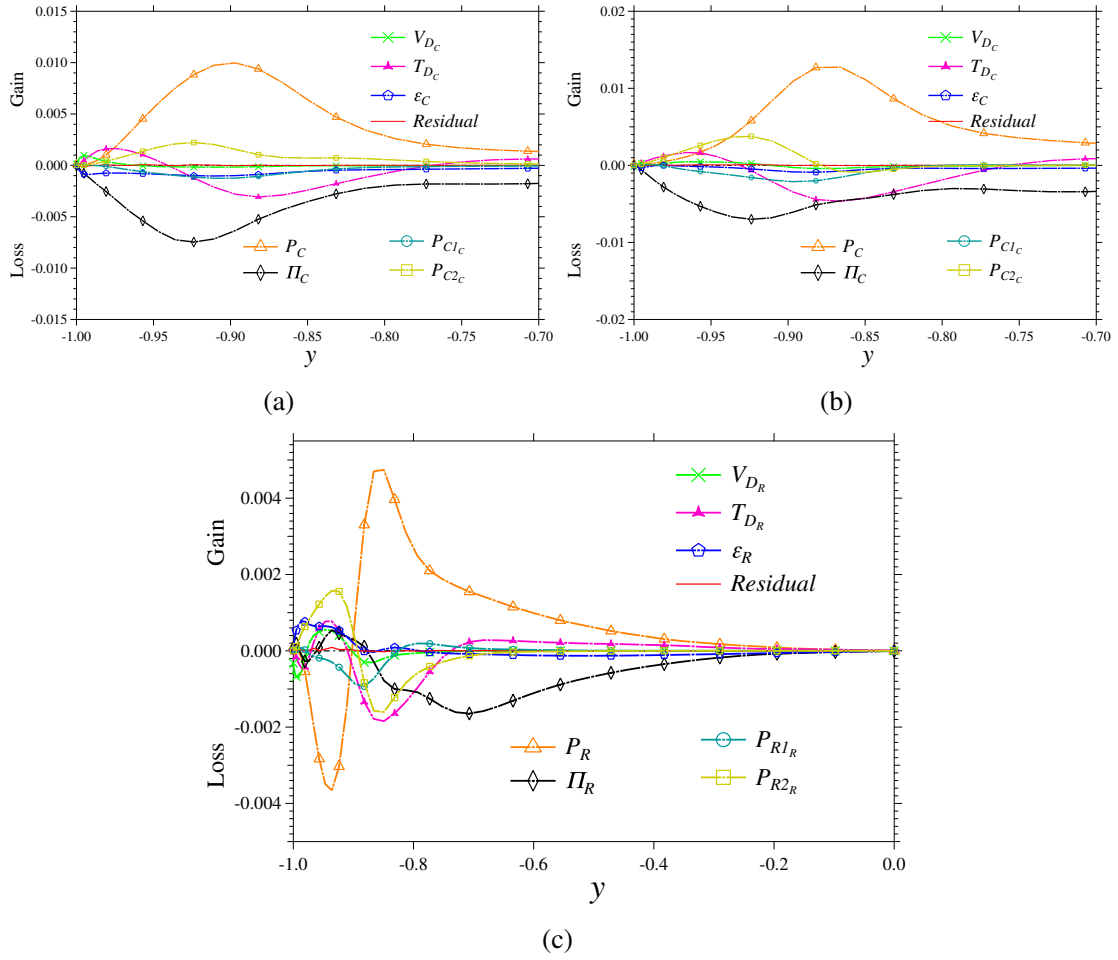 0.015
0.010
0.005
0.000
-0.005
-0.010
-0.015
Gain
Loss
V_{D_C}
T_{D_C}
ε_C
Residual
P_C
Π_C
P_{C1_C}
P_{C2_C}
-1.00 -0.95 -0.90 -0.85 -0.80 -0.75 -0.70
y
(a)
0.02
0.01
0.00
-0.01
-0.02
Gain
Loss
V_{D_C}
T_{D_C}
ε_C
Residual
P_C
Π_C
P_{C1_C}
P_{C2_C}
-1.00 -0.95 -0.90 -0.85 -0.80 -0.75 -0.70
y
(b)
0.004
0.002
0.000
-0.002
-0.004
Gain
Loss
V_{D_R}
T_{D_R}
ε_R
Residual
P_R
Π_R
P_{R1_R}
P_{R2_R}
-1.0 -0.8 -0.6 -0.4 -0.2 0.0
y
(c)